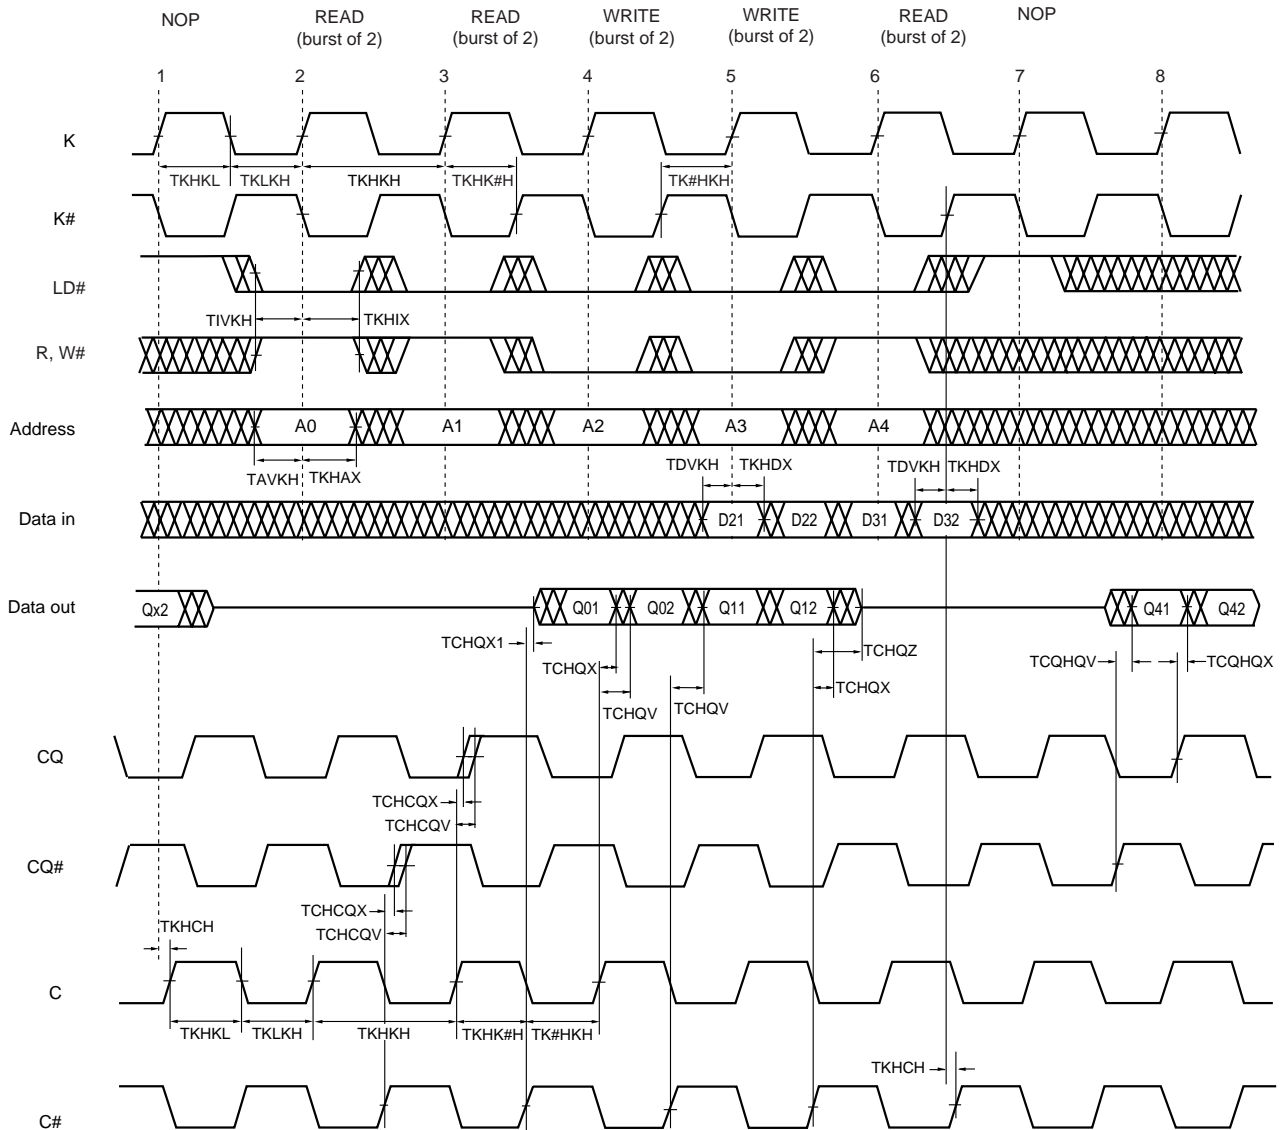 NOP READ READ WRITE WRITE READ NOP
(burst of 2) (burst of 2) (burst of 2) (burst of 2) (burst of 2)
1 2 3 4 5 6 7 8
K
TKHKL TKLKH TKHKH TKHK#H TK#HKH
K#
LD#
TIVKH TKHIX
R, W#
Address A0 A1 A2 A3 A4
TAVKH TKHAX TDVKH TKHDX TDVKH TKHDX
Data in D21 D22 D31 D32
Data out Qx2 Q01 Q02 Q11 Q12 Q41 Q42
TCHQX1 TCHQZ
TCHQX TCQHQV TCQHQX
TCHQX
TCHQV TCHQV
CQ
TCHCQX
TCHCQV
CQ#
TCHCQX
TKHCH
TCHCQV
C
TKHKL TKLKH TKHKH TKHK#H TK#HKH
TKHCH
C#